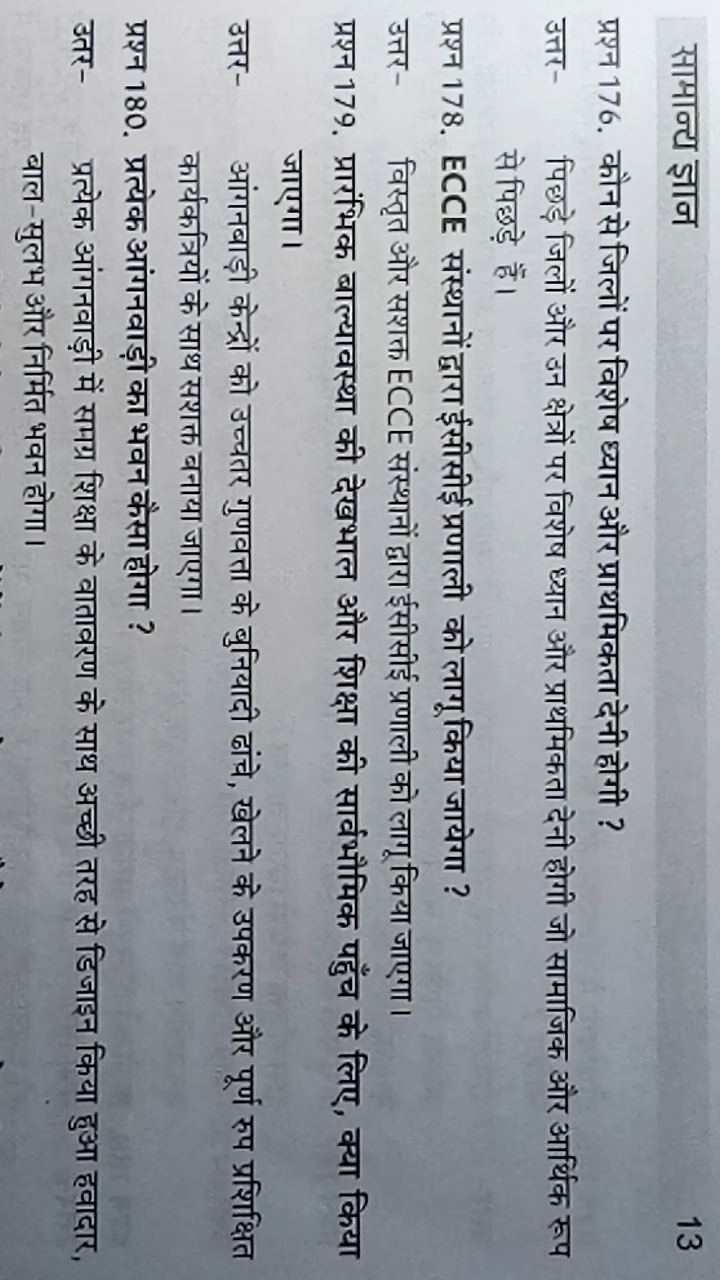 सामान्य ज्ञान 13
प्रश्न 176. कौन से जिलों पर विशेष ध्यान और प्राथमिकता देनी होगी ?
उत्तर- पिछड़े जिलों और उन क्षेत्रों पर विशेष ध्यान और प्राथमिकता देनी होगी जो सामाजिक और आर्थिक रूप
से पिछड़े हैं।
प्रश्न 178. ECCE संस्थानों द्वारा ईसीसीई प्रणाली को लागू किया जायेगा ?
उत्तर- विस्तृत और सशक्त ECCE संस्थानों द्वारा ईसीसीई प्रणाली को लागू किया जाएगा।
प्रश्न 179. प्रारंभिक बाल्यावस्था की देखभाल और शिक्षा की सार्वभौमिक पहुँच के लिए, क्या किया
जाएगा।
उत्तर- आंगनबाड़ी केन्द्रों को उच्चतर गुणवत्ता के बुनियादी ढांचे, खेलने के उपकरण और पूर्ण रुप प्रशिक्षित
कार्यकत्रियों के साथ सशक्त बनाया जाएगा।
प्रश्न 180. प्रत्येक आंगनवाड़ी का भवन कैसा होगा ?
उत्तर- प्रत्येक आंगनवाड़ी में समग्र शिक्षा के वातावरण के साथ अच्छी तरह से डिजाइन किया हुआ हवादार,
बाल-सुलभ और निर्मित भवन होगा।